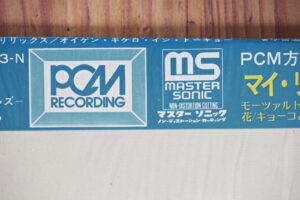 リリックス/オイゲン・キケロ・イン・トーキョー
3-N
PCM
RECORDING
ms
MASTER
SONIC
NON-DISTORTION CUTTING
マスター ソニック
ノン・ディストーション・カッティング
PCM方
マイ・リ
モーツァルト
花/キョーコの